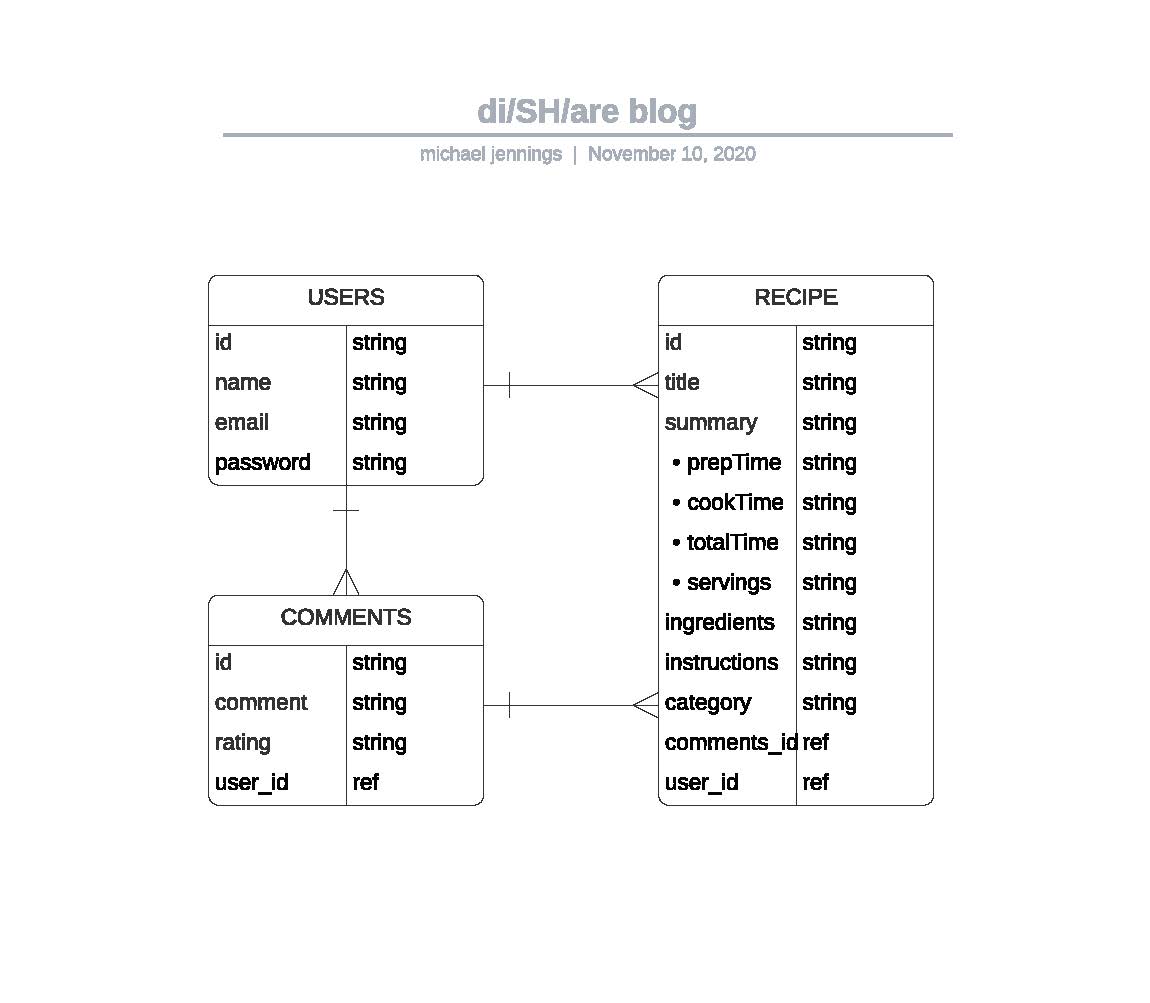 di/SH/are blog
michael jennings | November 10, 2020
USERS
id string
name string
email string
password string
COMMENTS
id string
comment string
rating string
user_id ref
RECIPE
id string
title string
summary string
• prepTime string
• cookTime string
• totalTime string
• servings string
ingredients string
instructions string
category string
comments_id ref
user_id ref